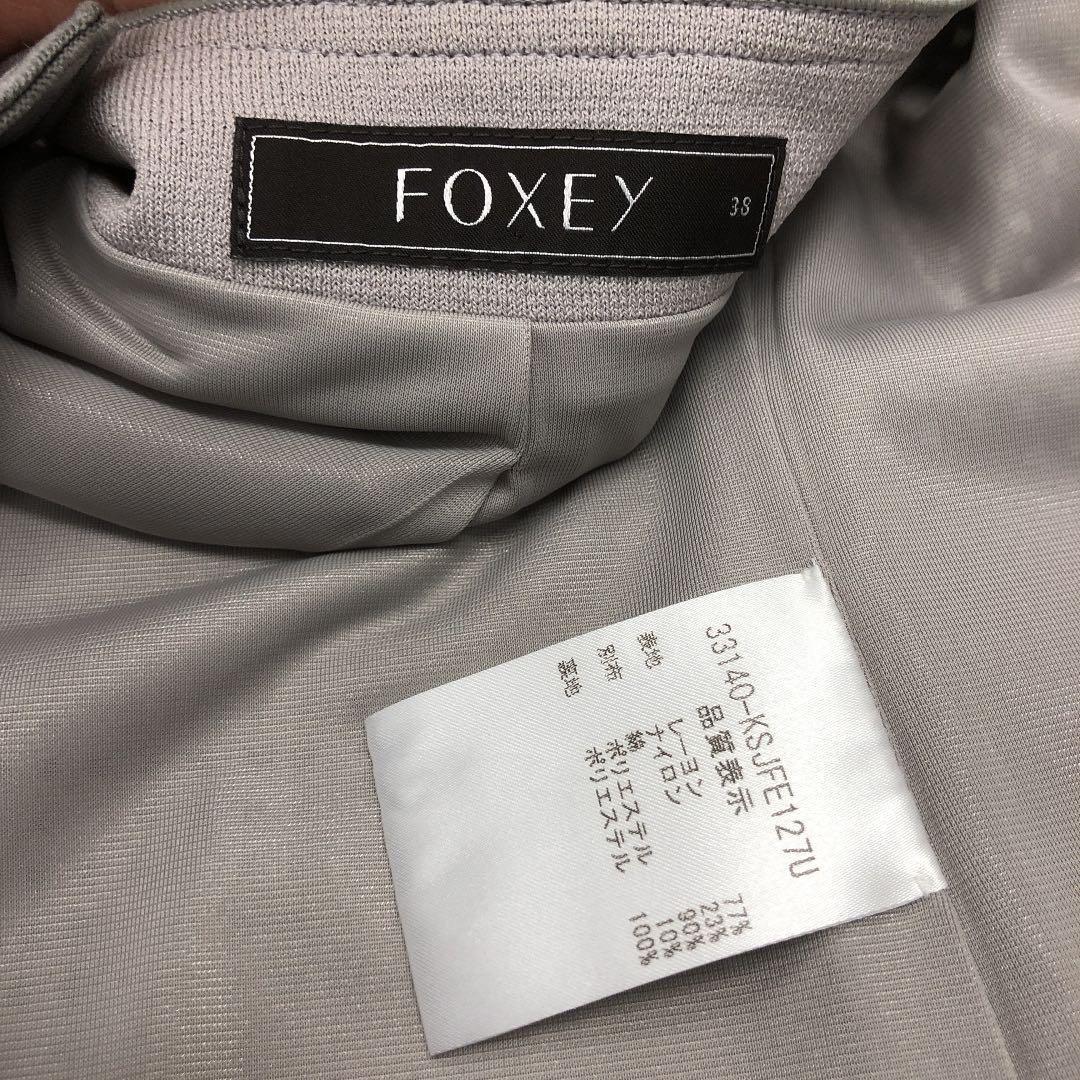 FOXEY 38
33140-KSJFE127U
品質表示
表地 レーヨン 77%
ナイロン 23%
別布 綿 90%
ポリエステル 10%
裏地 ポリエステル 100%